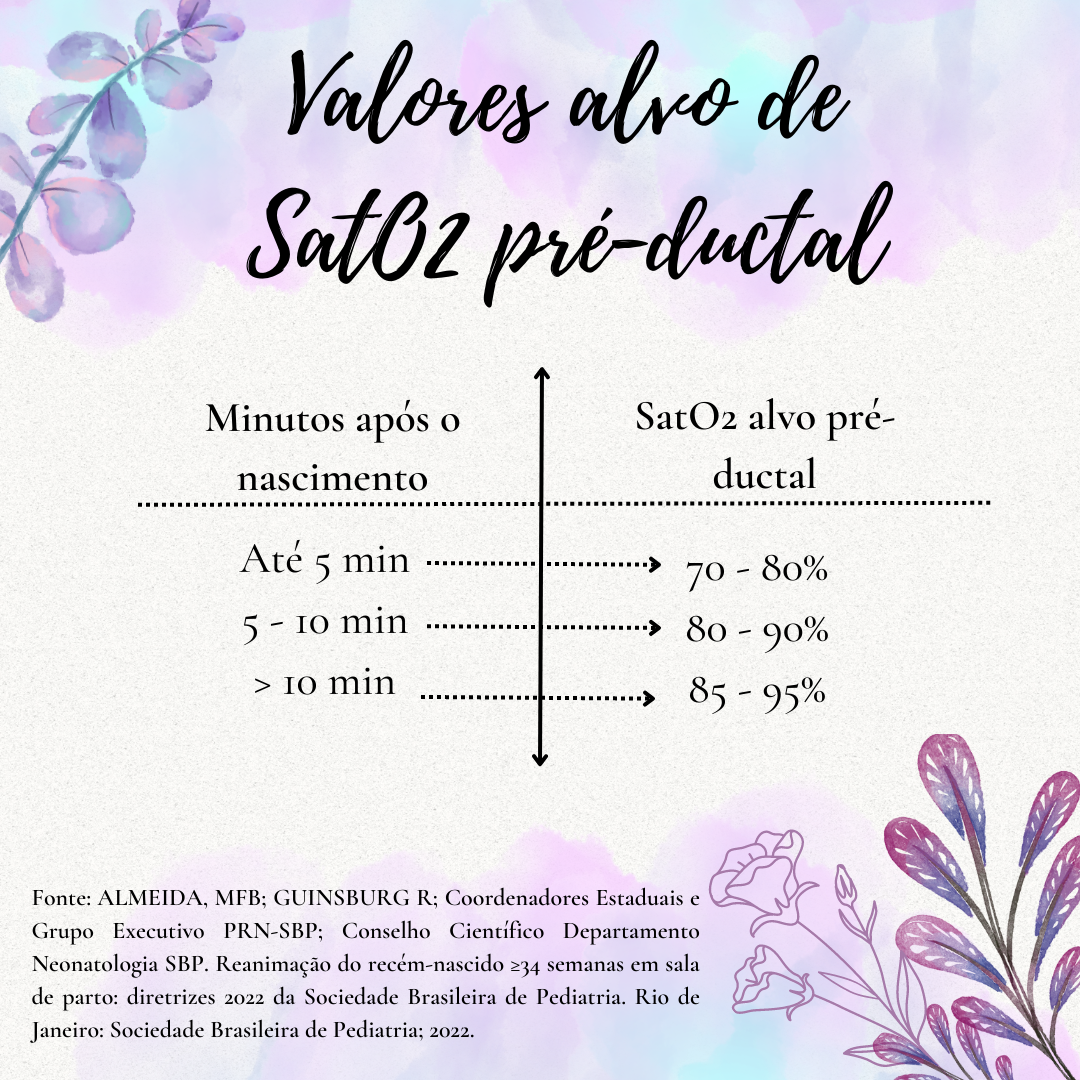 Valores alvo de
SatO2 pré-ductal
Minutos após o
nascimento
SatO2 alvo pré-
ductal
Até 5 min
70 - 80%
5 - 10 min
80 - 90%
> 10 min
85 - 95%
Fonte: ALMEIDA, MFB; GUINSBURG R; Coordenadores Estaduais e
Grupo Executivo PRN-SBP; Conselho Científico Departamento
Neonatologia SBP. Reanimação do recém-nascido ≥34 semanas em sala
de parto: diretrizes 2022 da Sociedade Brasileira de Pediatria. Rio de
Janeiro: Sociedade Brasileira de Pediatria; 2022.